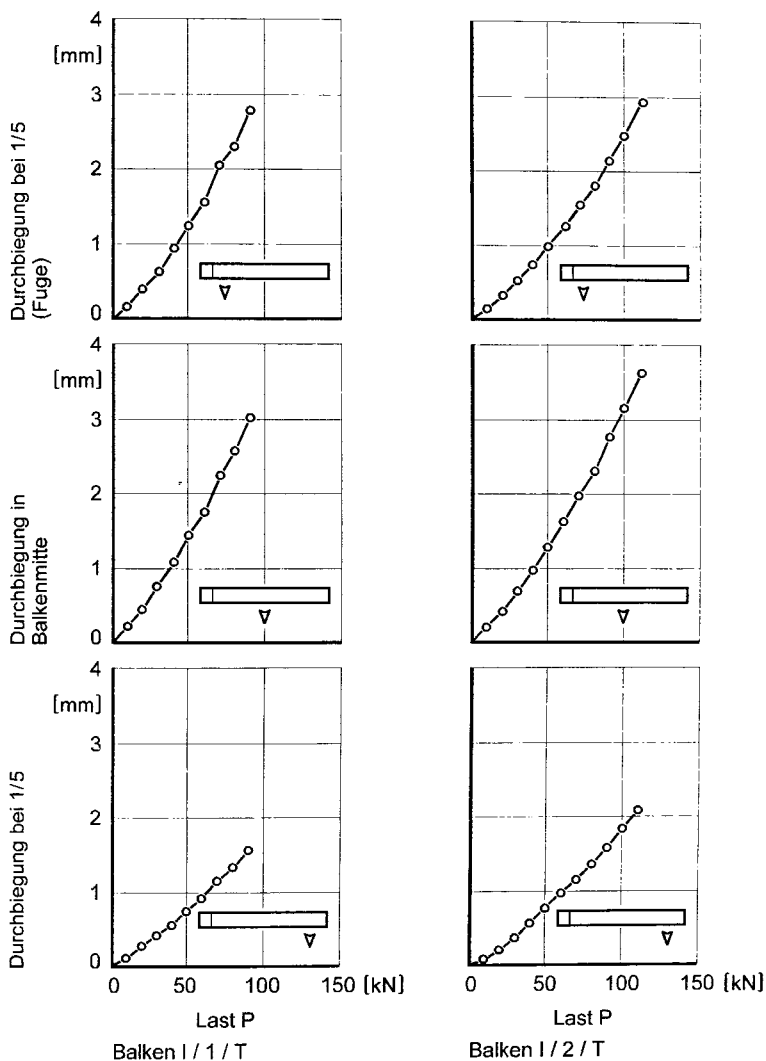 4
[mm]
3
2
1
0
Durchbiegung bei 1/5
(Fuge)
4
[mm]
3
2
1
0
Durchbiegung in
Balkenmitte
4
[mm]
3
2
1
0
Durchbiegung bei 1/5
0 50 100 150 [kN]
Last P
Balken I / 1 / T
0 50 100 150 [kN]
Last P
Balken I / 2 / T